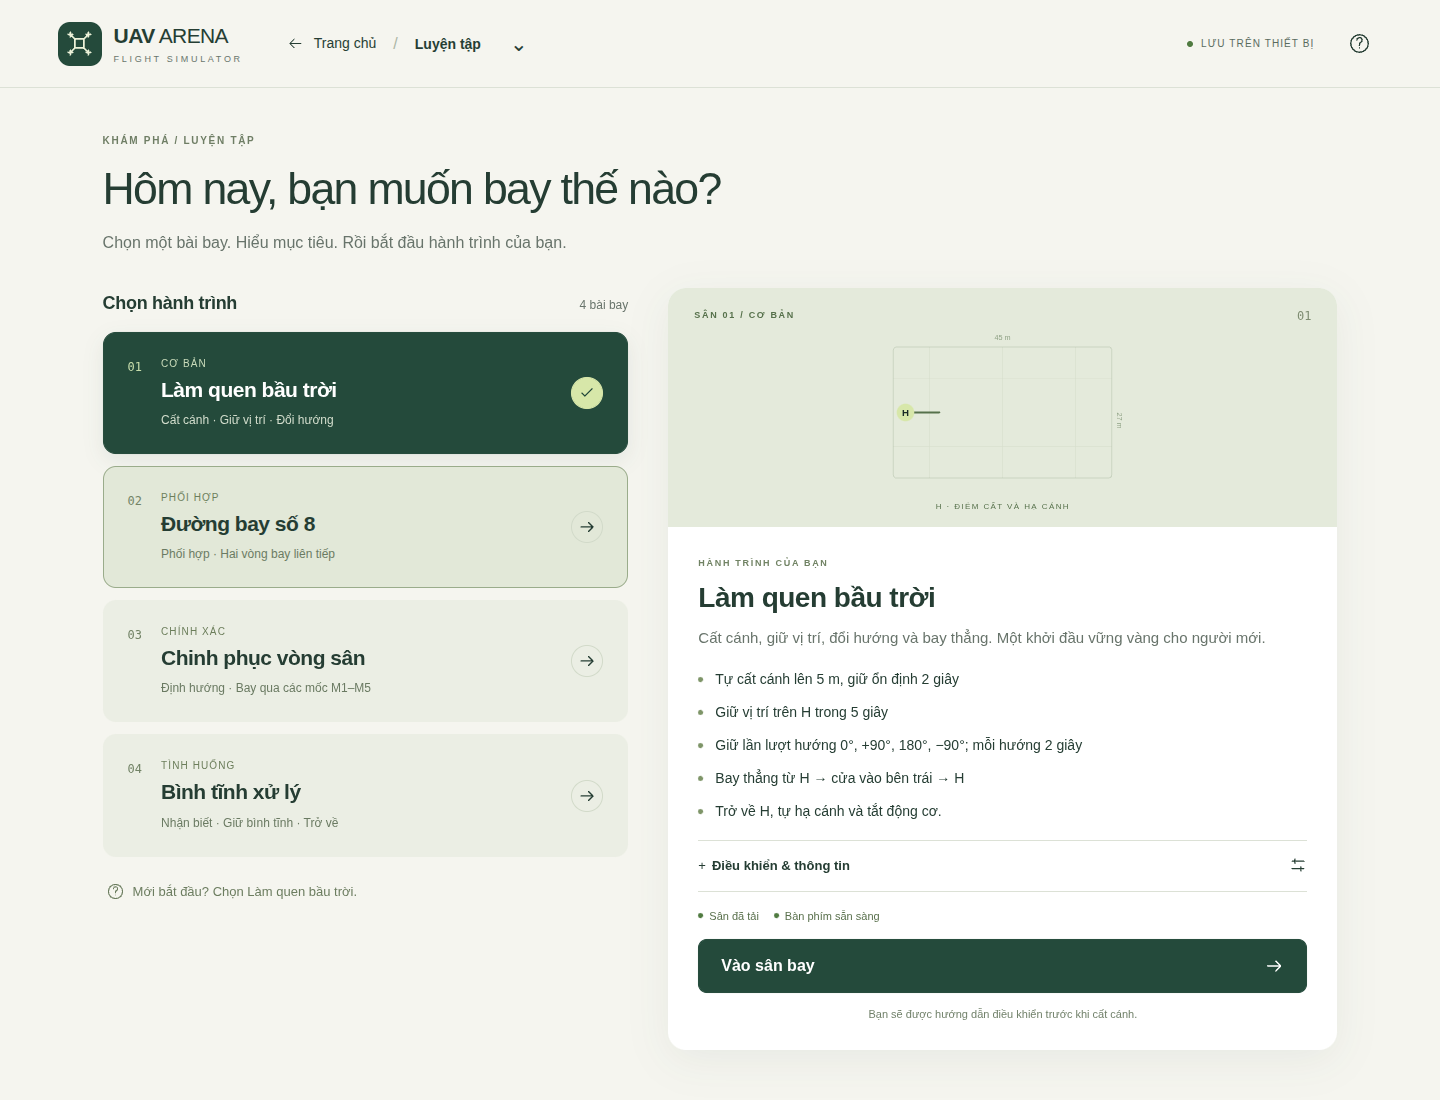 UAV ARENA
FLIGHT SIMULATOR
Trang chủ / Luyện tập
LƯU TRÊN THIẾT BỊ
KHÁM PHÁ / LUYỆN TẬP
Hôm nay, bạn muốn bay thế nào?
Chọn một bài bay. Hiểu mục tiêu. Rồi bắt đầu hành trình của bạn.
Chọn hành trình
4 bài bay
01
CƠ BẢN
Làm quen bầu trời
Cất cánh · Giữ vị trí · Đổi hướng
02
PHỐI HỢP
Đường bay số 8
Phối hợp · Hai vòng bay liên tiếp
03
CHÍNH XÁC
Chinh phục vòng sân
Định hướng · Bay qua các mốc M1–M5
04
TÌNH HUỐNG
Bình tĩnh xử lý
Nhận biết · Giữ bình tĩnh · Trở về
Mới bắt đầu? Chọn Làm quen bầu trời.
SÂN 01 / CƠ BẢN
01
45 m
H
27 m
H · ĐIỂM CẤT VÀ HẠ CÁNH
HÀNH TRÌNH CỦA BẠN
Làm quen bầu trời
Cất cánh, giữ vị trí, đổi hướng và bay thẳng. Một khởi đầu vững vàng cho người mới.
Tự cất cánh lên 5 m, giữ ổn định 2 giây
Giữ vị trí trên H trong 5 giây
Giữ lần lượt hướng 0°, +90°, 180°, −90°; mỗi hướng 2 giây
Bay thẳng từ H → cửa vào bên trái → H
Trở về H, tự hạ cánh và tắt động cơ.
+ Điều khiển & thông tin
Sân đã tải
Bàn phím sẵn sàng
Vào sân bay
Bạn sẽ được hướng dẫn điều khiển trước khi cất cánh.